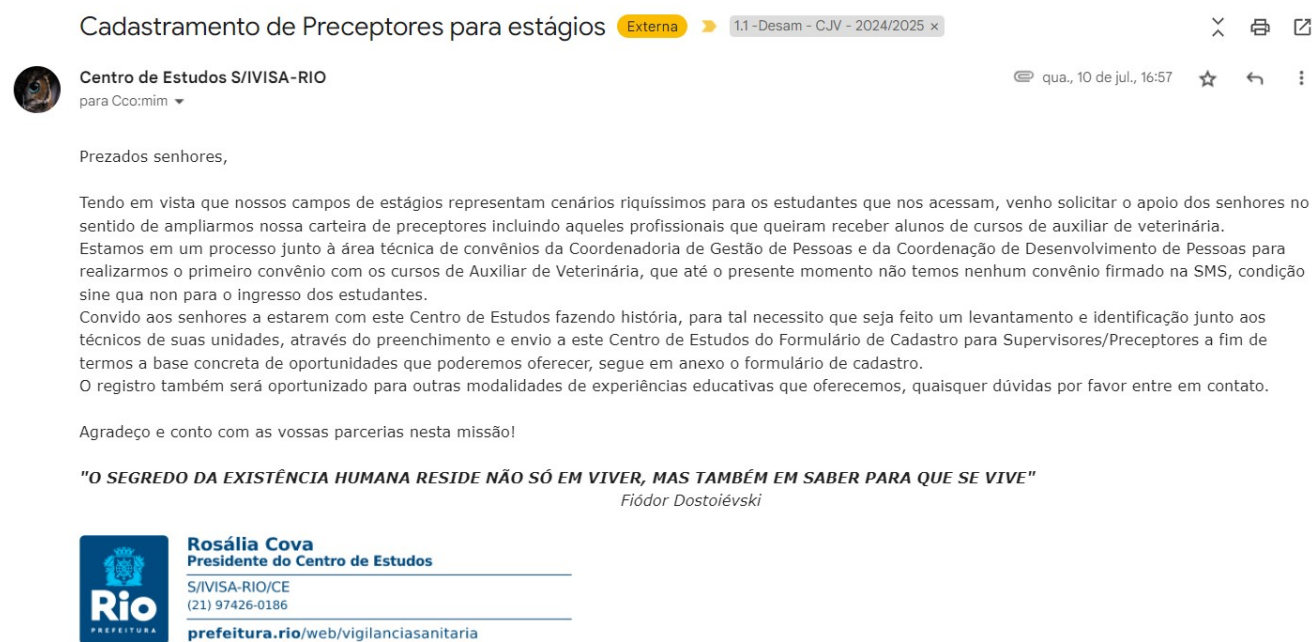 Cadastramento de Preceptores para estágios Externa 1.1 -Desam - CJV - 2024/2025 ×
Centro de Estudos S/IVISA-RIO qua., 10 de jul., 16:57
para Cco:mim
Prezados senhores,
Tendo em vista que nossos campos de estágios representam cenários riquíssimos para os estudantes que nos acessam, venho solicitar o apoio dos senhores no
sentido de ampliarmos nossa carteira de preceptores incluindo aqueles profissionais que queiram receber alunos de cursos de auxiliar de veterinária.
Estamos em um processo junto à área técnica de convênios da Coordenadoria de Gestão de Pessoas e da Coordenação de Desenvolvimento de Pessoas para
realizarmos o primeiro convênio com os cursos de Auxiliar de Veterinária, que até o presente momento não temos nenhum convênio firmado na SMS, condição
sine qua non para o ingresso dos estudantes.
Convido aos senhores a estarem com este Centro de Estudos fazendo história, para tal necessito que seja feito um levantamento e identificação junto aos
técnicos de suas unidades, através do preenchimento e envio a este Centro de Estudos do Formulário de Cadastro para Supervisores/Preceptores a fim de
termos a base concreta de oportunidades que poderemos oferecer, segue em anexo o formulário de cadastro.
O registro também será oportunizado para outras modalidades de experiências educativas que oferecemos, quaisquer dúvidas por favor entre em contato.
Agradeço e conto com as vossas parcerias nesta missão!
"O SEGREDO DA EXISTÊNCIA HUMANA RESIDE NÃO SÓ EM VIVER, MAS TAMBÉM EM SABER PARA QUE SE VIVE"
Fiódor Dostoiévski
Rio
PREFEITURA
Rosália Cova
Presidente do Centro de Estudos
S/IVISA-RIO/CE
(21) 97426-0186
prefeitura.rio/web/vigilanciasanitaria